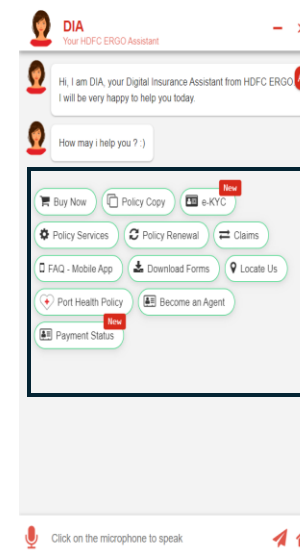 DIA
Your HDFC ERGO Assistant
Hi, I am DIA, your Digital Insurance Assistant from HDFC ERGO.
I will be very happy to help you today.
How may i help you ? :)
New
Buy Now Policy Copy e-KYC
Policy Services Policy Renewal Claims
FAQ - Mobile App Download Forms Locate Us
Port Health Policy Become an Agent
New
Payment Status
Click on the microphone to speak